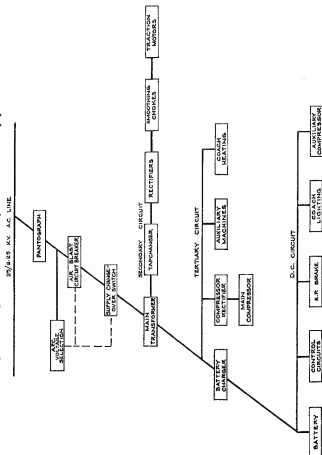 25/6·25 KV. A.C. LINE.
PANTOGRAPH
A.P.C.
VOLTAGE
SELECTION
AIR BLAST
CIRCUIT BREAKER
SUPPLY CHANGE-
OVER SWITCH
MAIN
TRANSFORMER
SECONDARY CIRCUIT
TAPCHANGER
RECTIFIERS
SMOOTHING
CHOKES
TRACTION
MOTORS
TERTIARY CIRCUIT
BATTERY
CHARGER
COMPRESSOR
RECTIFIER
MAIN
COMPRESSOR
AUXILIARY
MACHINES
COACH
HEATING
D.C. CIRCUIT
BATTERY
CONTROL
CIRCUITS
E.P. BRAKE
COACH
LIGHTING
AUXILIARY
COMPRESSOR